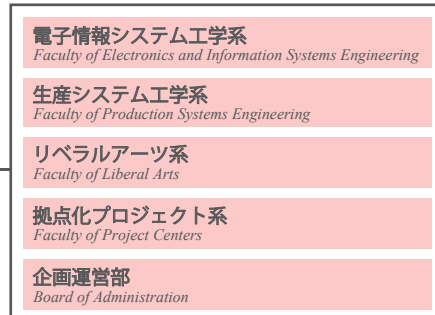 電子情報システム工学系
Faculty of Electronics and Information Systems Engineering
生産システム工学系
Faculty of Production Systems Engineering
リベラルアーツ系
Faculty of Liberal Arts
拠点化プロジェクト系
Faculty of Project Centers
企画運営部
Board of Administration